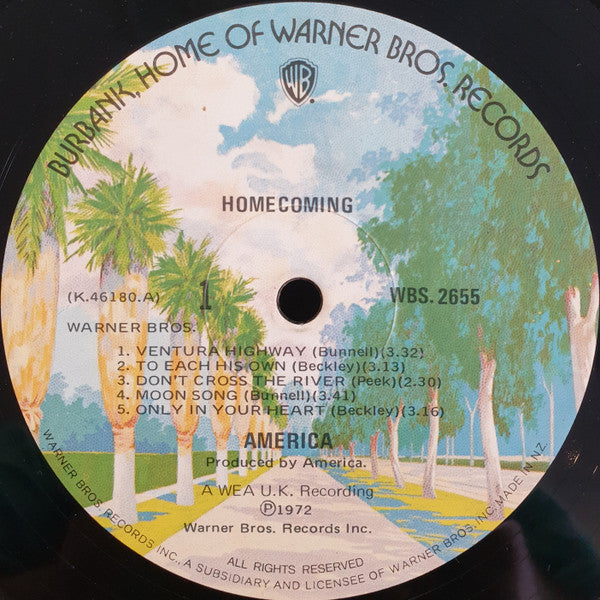 BURBANK, HOME OF WARNER BROS. RECORDS
WB.
HOMECOMING
(K.46180.A) 1 WBS. 2655
WARNER BROS.
1. VENTURA HIGHWAY (Bunnell)(3.32)
2. TO EACH HIS OWN (Beckley)(3.13)
3. DON'T CROSS THE RIVER (Peek)(2.30)
4. MOON SONG (Bunnell)(3.41)
5. ONLY IN YOUR HEART (Beckley)(3.16)
AMERICA
Produced by America.
A WEA U.K. Recording
Ⓟ1972
Warner Bros. Records Inc.
ALL RIGHTS RESERVED
WARNER BROS. RECORDS INC., A SUBSIDIARY AND LICENSEE OF WARNER BROS. INC. MADE IN N.Z.